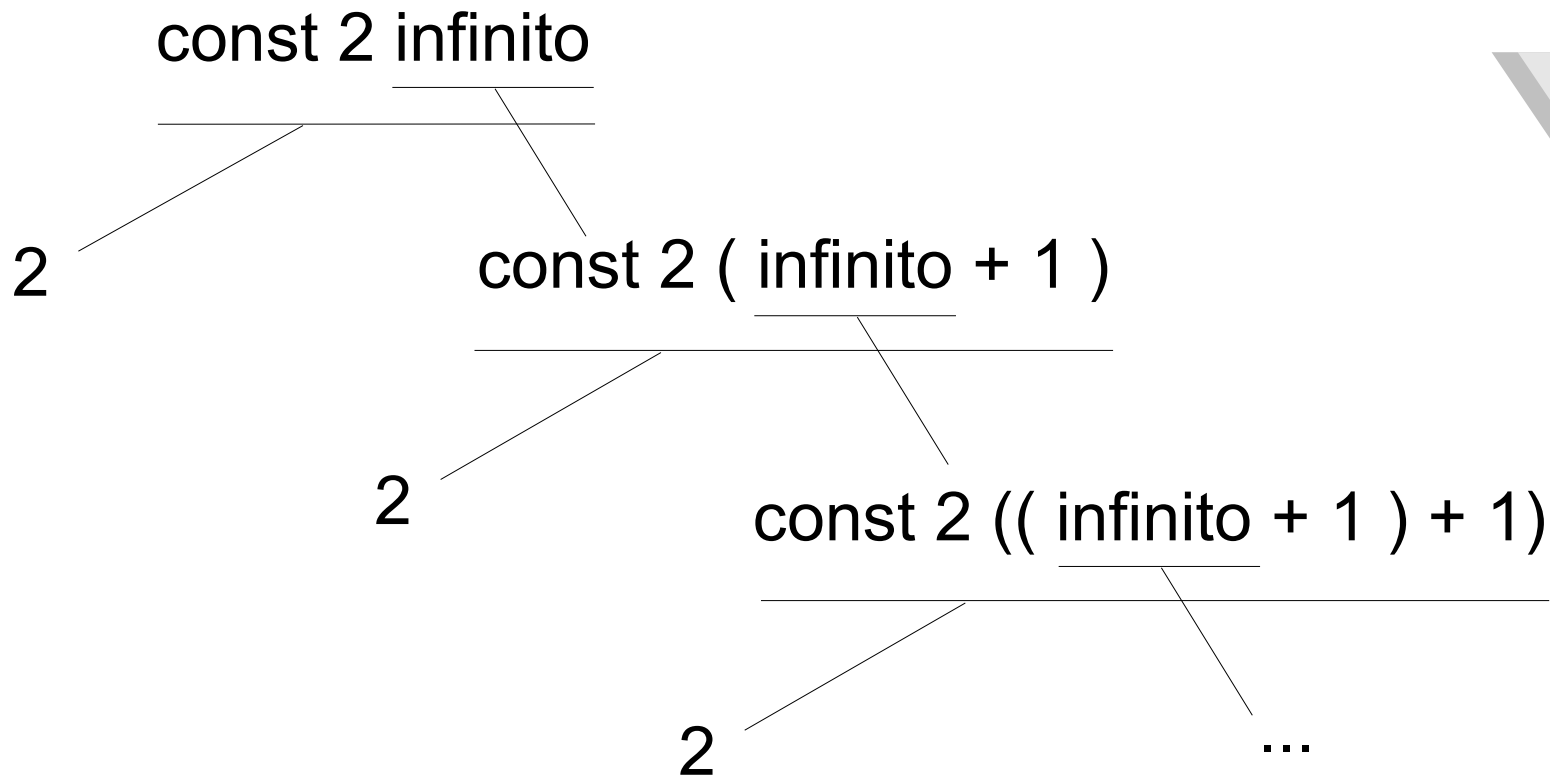 const 2 infinito
2
const 2 ( infinito + 1 )
2
const 2 (( infinito + 1 ) + 1)
2
...